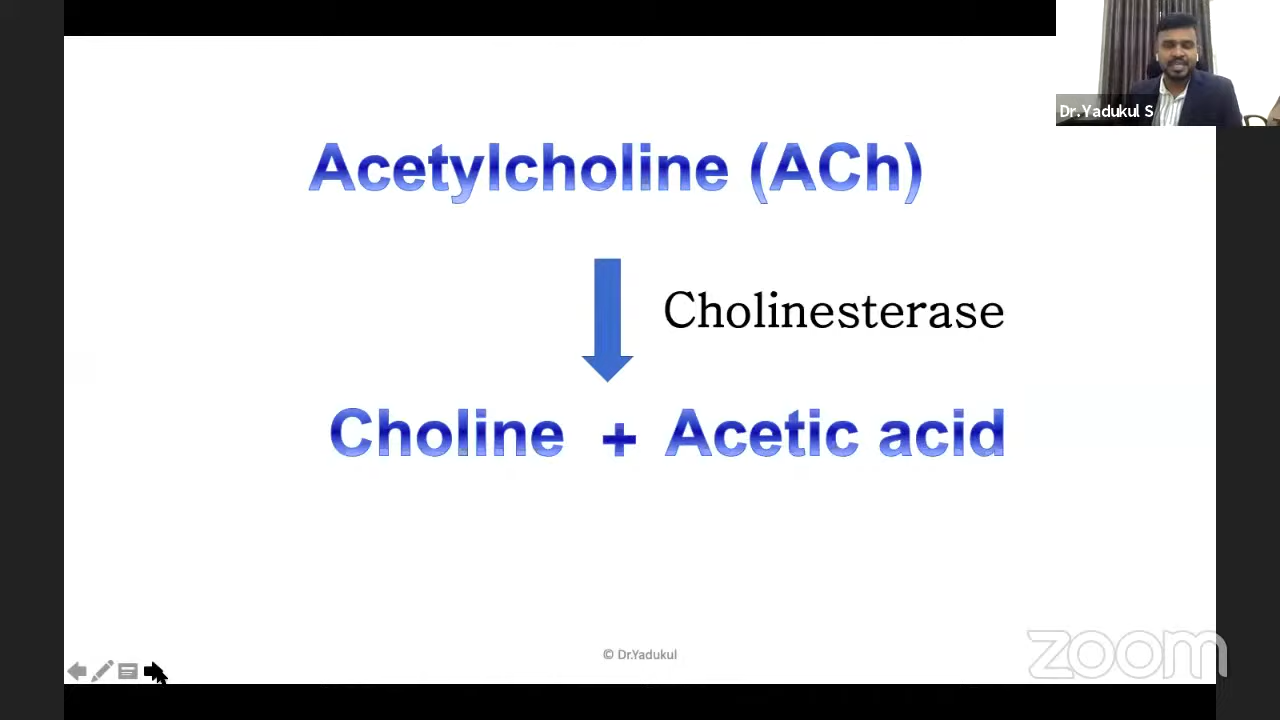 Dr.Yadukul S
Acetylcholine (ACh)
Cholinesterase
Choline + Acetic acid
© Dr.Yadukul
zoom